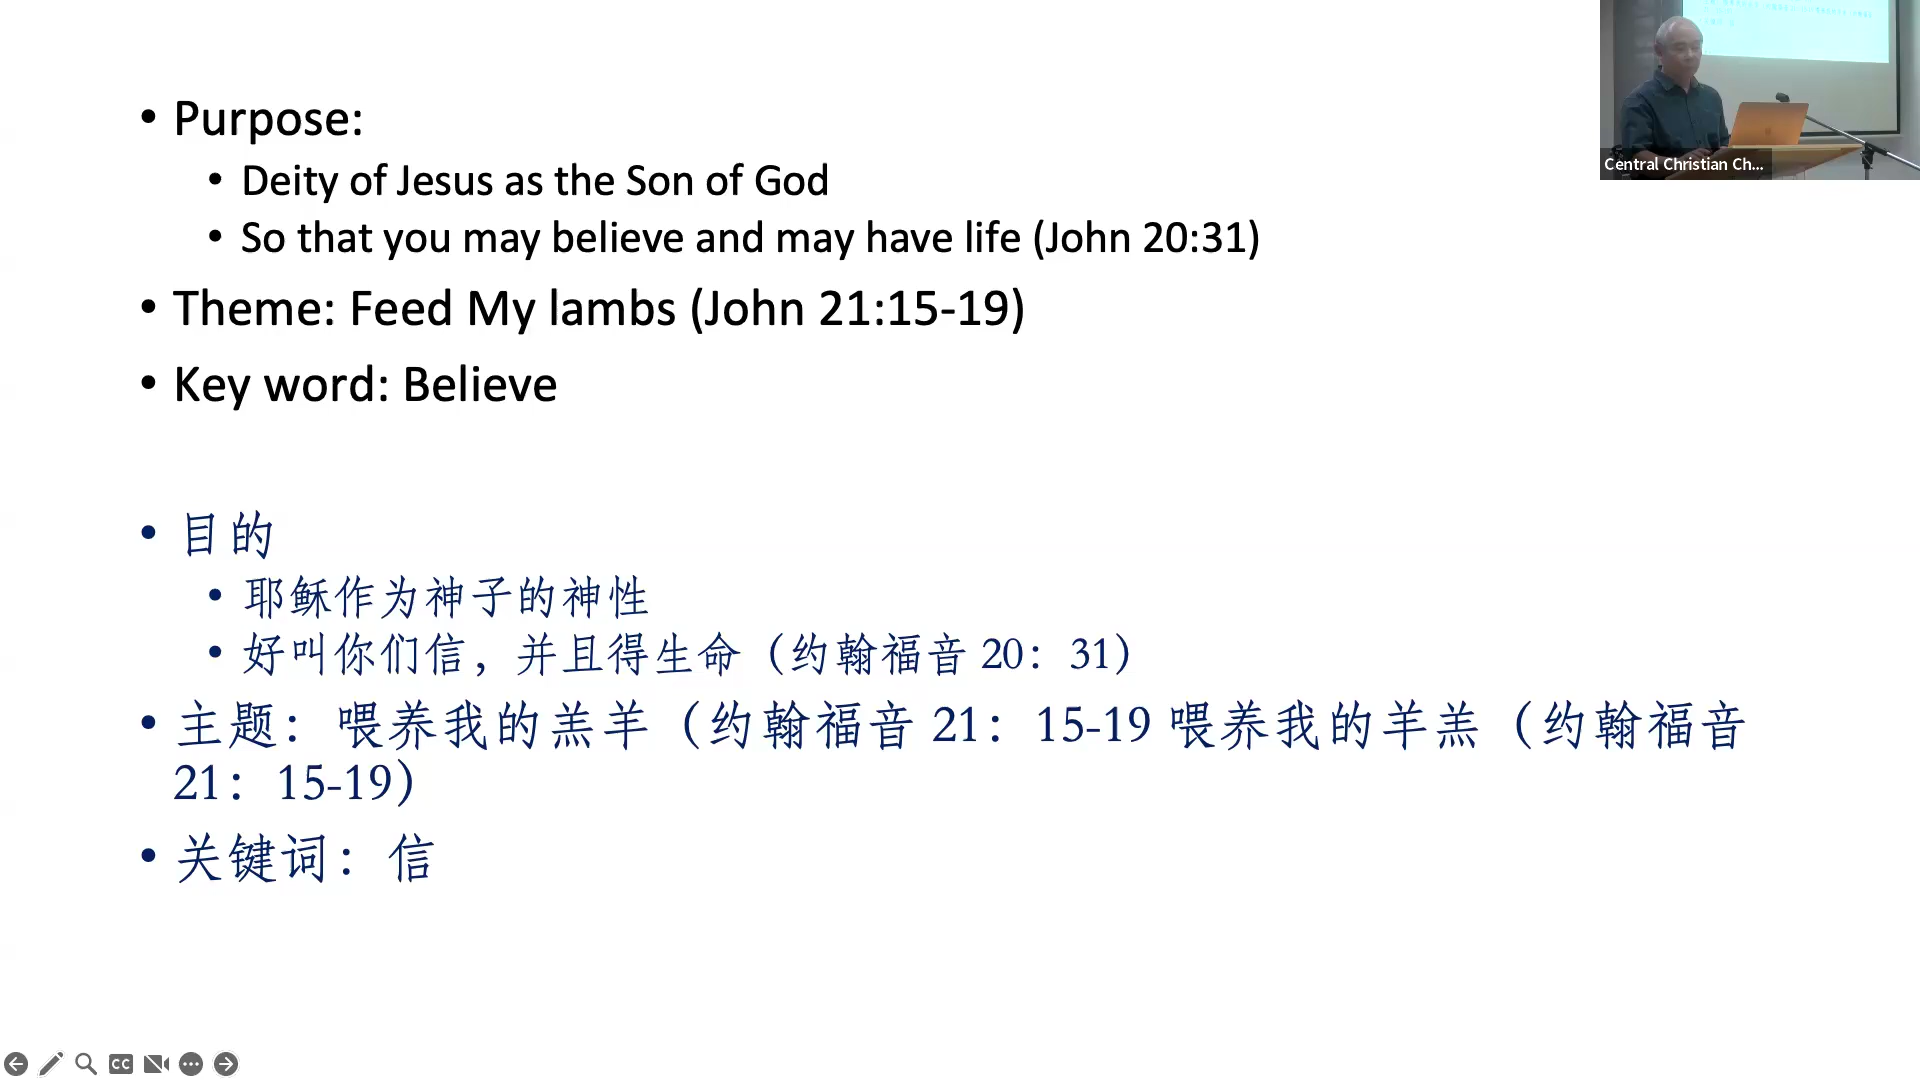 • Purpose:
• Deity of Jesus as the Son of God
• So that you may believe and may have life (John 20:31)
• Theme: Feed My lambs (John 21:15-19)
• Key word: Believe
• 目的
• 耶稣作为神子的神性
• 好叫你们信，并且得生命（约翰福音 20：31）
• 主题：喂养我的羔羊（约翰福音 21：15-19 喂养我的羊羔（约翰福音
21：15-19）
• 关键词：信
Central Christian Ch...
CC